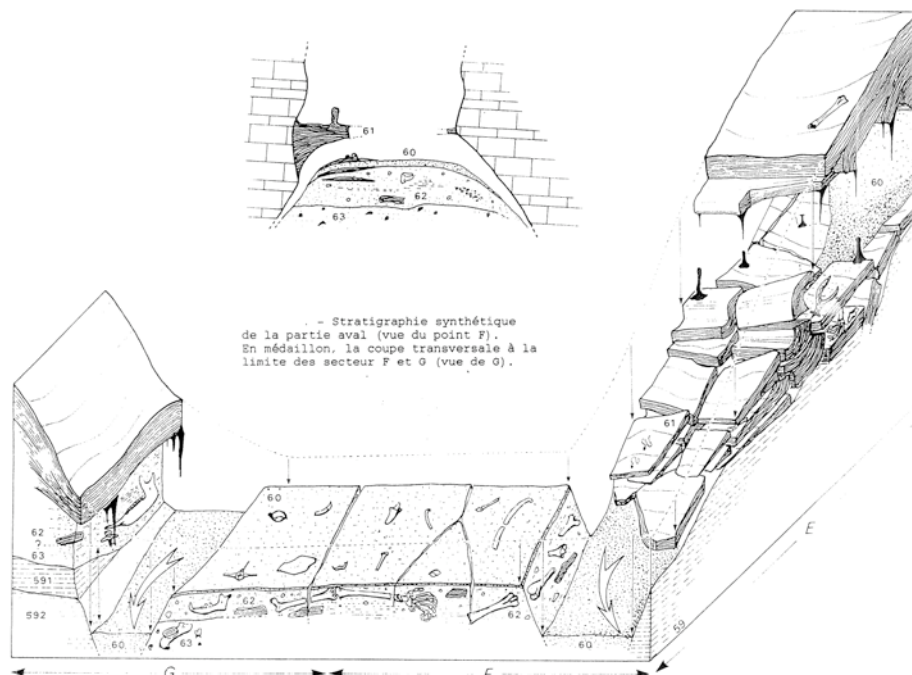 61
60
62
63
60
. - Stratigraphie synthétique
de la partie aval (vue du point F).
En médaillon, la coupe transversale à la
limite des secteur F et G (vue de G).
61
60
62
?
63
591
592
62
62
63
60
60
59
E
G
F